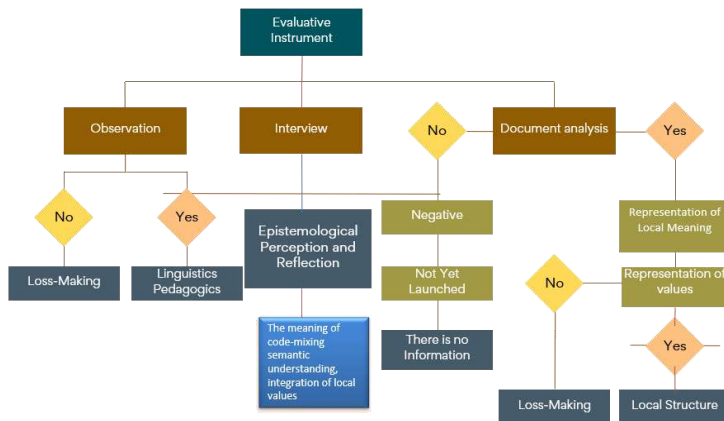 Evaluative
Instrument
Observation
Interview
No
Document analysis
Yes
No
Yes
Epistemological
Perception and
Reflection
Negative
Representation of
Local Meaning
Loss-Making
Linguistics
Pedagogics
Not Yet
Launched
No
Representation of
values
The meaning of
code-mixing
semantic
understanding,
integration of local
values
There is no
Information
Yes
Loss-Making
Local Structure